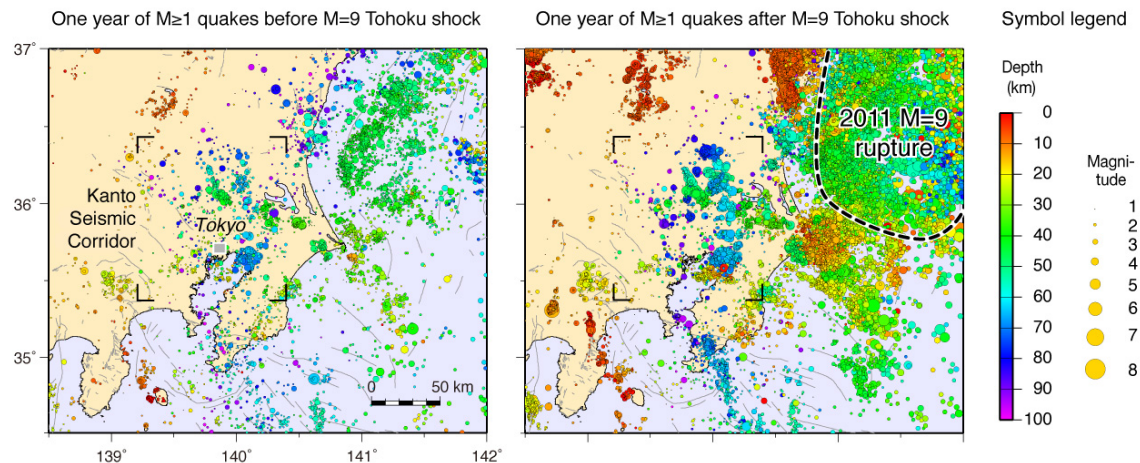 One year of M≥1 quakes before M=9 Tohoku shock
One year of M≥1 quakes after M=9 Tohoku shock
Symbol legend
37°
36°
35°
139°
140°
141°
142°
Kanto
Seismic
Corridor
Tokyo
0 50 km
2011 M=9
rupture
Depth
(km)
0
10
20
30
40
50
60
70
80
90
100
Magni-
tude
1
2
3
4
5
6
7
8